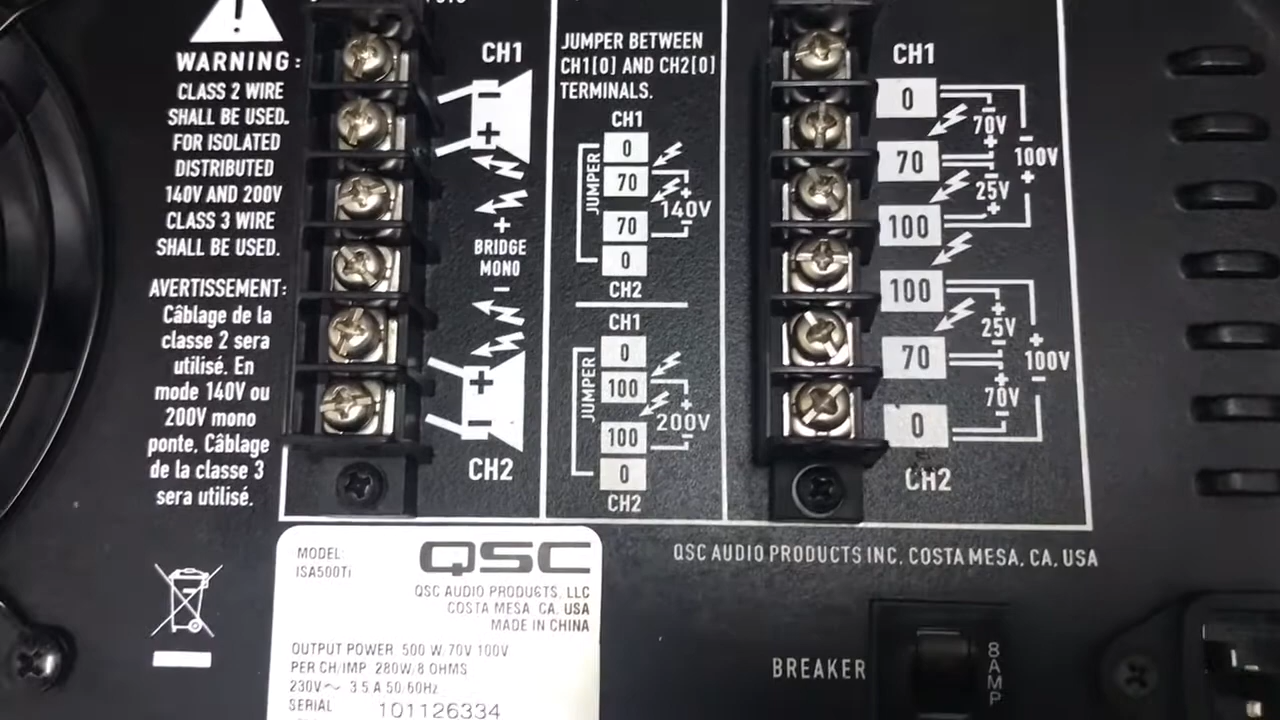 WARNING:
CLASS 2 WIRE
SHALL BE USED.
FOR ISOLATED
DISTRIBUTED
140V AND 200V
CLASS 3 WIRE
SHALL BE USED.
AVERTISSEMENT:
Câblage de la
classe 2 sera
utilisé. En
mode 140V ou
200V mono
ponte, Câblage
de la classe 3
sera utilisé.
CH1
-
+
+
BRIDGE
MONO
-
+
-
CH2
JUMPER BETWEEN
CH1[0] AND CH2[0]
TERMINALS.
CH1
0
70
70
0
JUMPER
+
140V
-
CH2
CH1
0
100
100
0
JUMPER
+
200V
-
CH2
CH1
0
70
100
100
70
0
-
70V
+
-
25V
+
-
100V
+
+
25V
-
+
70V
-
+
100V
-
CH2
MODEL:
ISA500Ti
QSC
QSC AUDIO PRODUCTS, LLC
COSTA MESA CA. USA
MADE IN CHINA
OUTPUT POWER 500 W/70V 100V
PER CH/IMP 280W/8 OHMS
230V~ 3.5 A 50/60Hz
SERIAL 101126334
QSC AUDIO PRODUCTS INC. COSTA MESA, CA, USA
BREAKER
8AMP